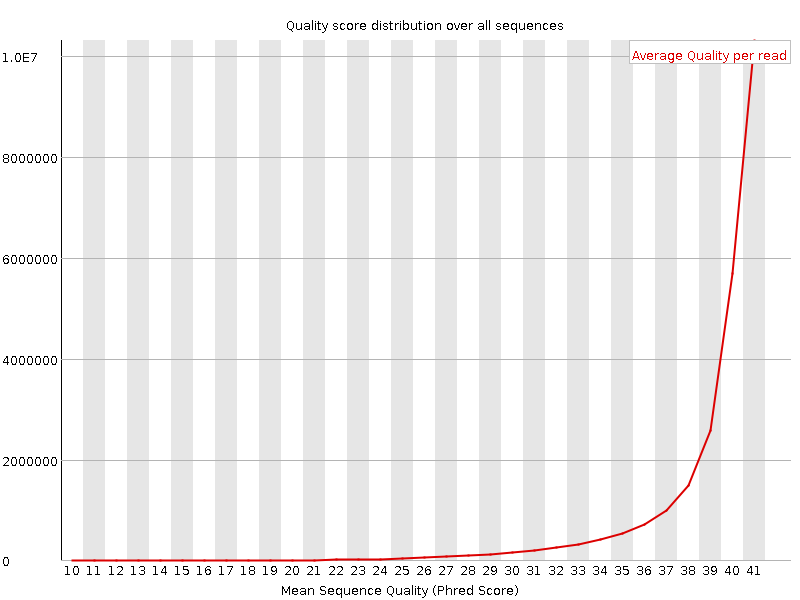 Quality score distribution over all sequences
Average Quality per read
1.0E7
8000000
6000000
4000000
2000000
0
10 11 12 13 14 15 16 17 18 19 20 21 22 23 24 25 26 27 28 29 30 31 32 33 34 35 36 37 38 39 40 41
Mean Sequence Quality (Phred Score)